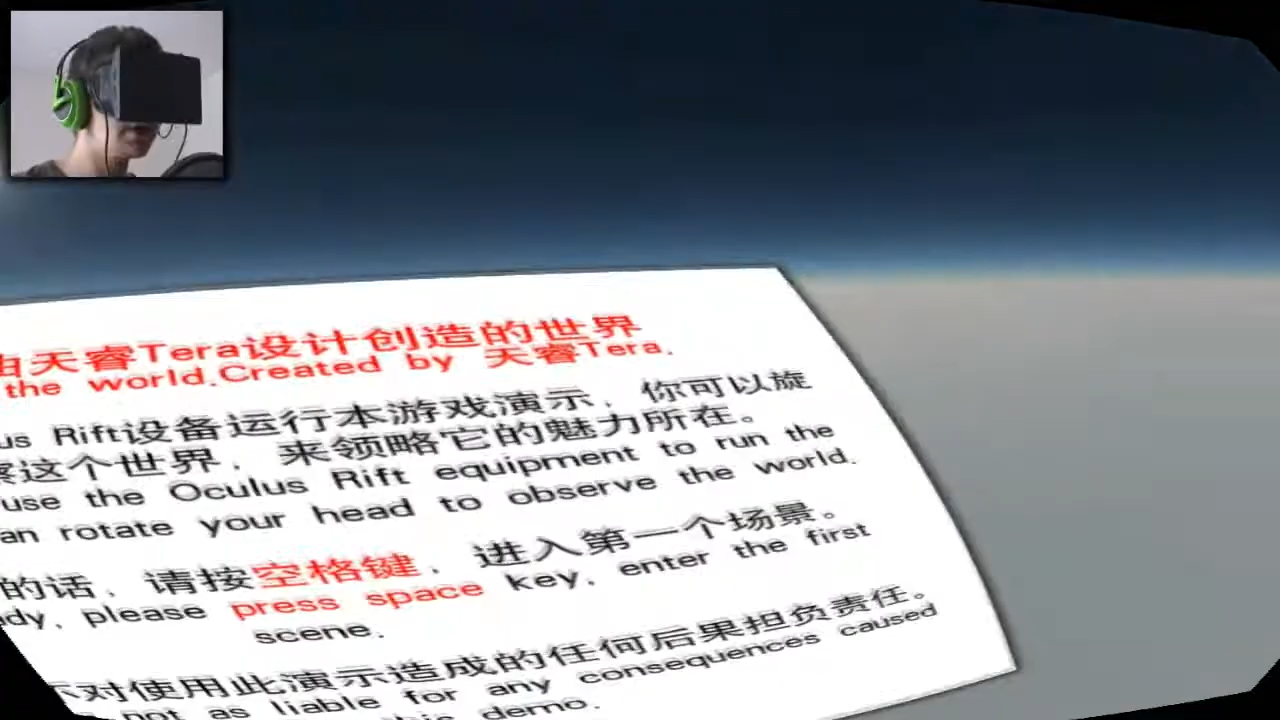 由天睿Tera设计创造的世界
the world.Created by 天睿Tera.
us Rift设备运行本游戏演示，你可以旋
察这个世界，来领略它的魅力所在。
use the Oculus Rift equipment to run the
an rotate your head to observe the world.
的话，请按空格键，进入第一个场景。
dy, please press space key, enter the first
scene.
不对使用此演示造成的任何后果担负责任。
not as liable for any consequences caused
this demo.